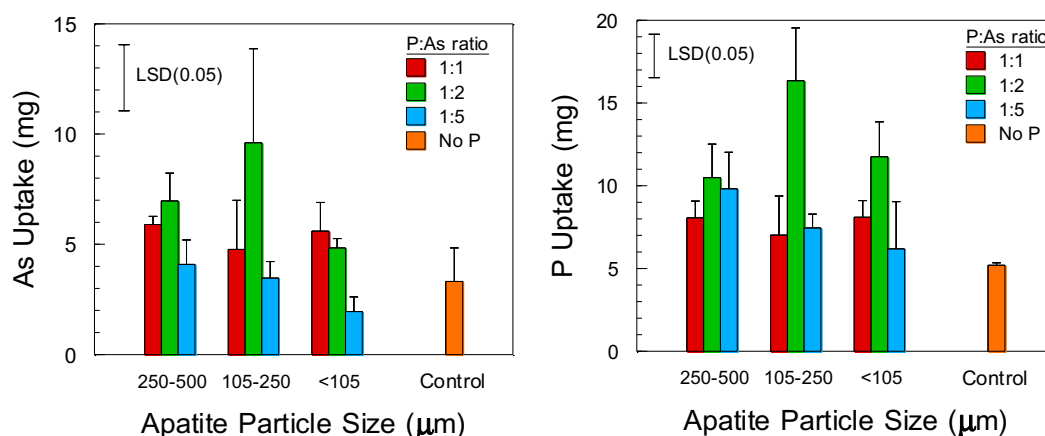 15
10
5
0
As Uptake (mg)
LSD(0.05)
P:As ratio
1:1
1:2
1:5
No P
250-500 105-250 <105 Control
Apatite Particle Size (μm)
20
15
10
5
0
P Uptake (mg)
LSD(0.05)
P:As ratio
1:1
1:2
1:5
No P
250-500 105-250 <105 Control
Apatite Particle Size (μm)